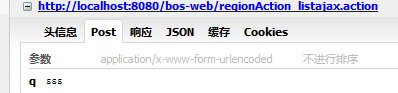 http://localhost:8080/bos-web/regionAction_listajax.action
头信息 Post 响应 JSON 缓存 Cookies
参数 application/x-www-form-urlencoded 不进行排序
q sss